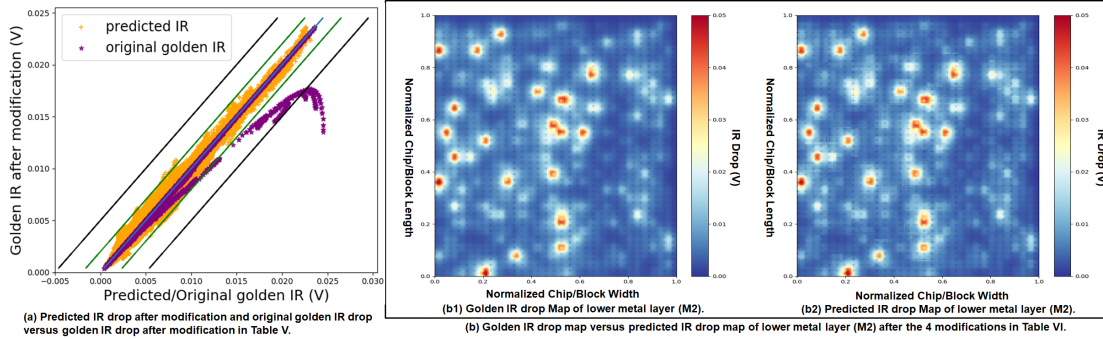 predicted IR
original golden IR
Golden IR after modification (V)
0.025
0.020
0.015
0.010
0.005
0.000
−0.005 0.000 0.005 0.010 0.015 0.020 0.025 0.030
Predicted/Original golden IR (V)
(a) Predicted IR drop after modification and original golden IR drop
versus golden IR drop after modification in Table V.
Normalized Chip/Block Length
1.0
0.8
0.6
0.4
0.2
0.0
0.0 0.2 0.4 0.6 0.8 1.0
Normalized Chip/Block Width
0.05
0.04
0.03
0.02
0.01
0.00
IR Drop (V)
(b1) Golden IR drop Map of lower metal layer (M2).
Normalized Chip/Block Length
1.0
0.8
0.6
0.4
0.2
0.0
0.0 0.2 0.4 0.6 0.8 1.0
Normalized Chip/Block Width
0.05
0.04
0.03
0.02
0.01
0.00
IR Drop (V)
(b2) Predicted IR drop Map of lower metal layer (M2).
(b) Golden IR drop map versus predicted IR drop map of lower metal layer (M2) after the 4 modifications in Table VI.